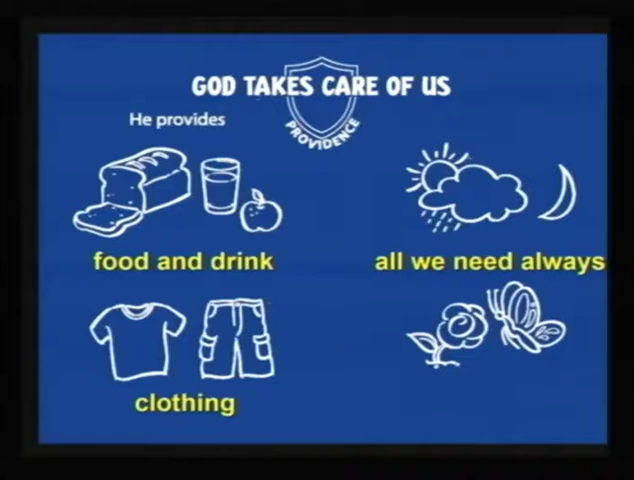 GOD TAKES CARE OF US
PROVIDENCE
He provides
food and drink
all we need always
clothing